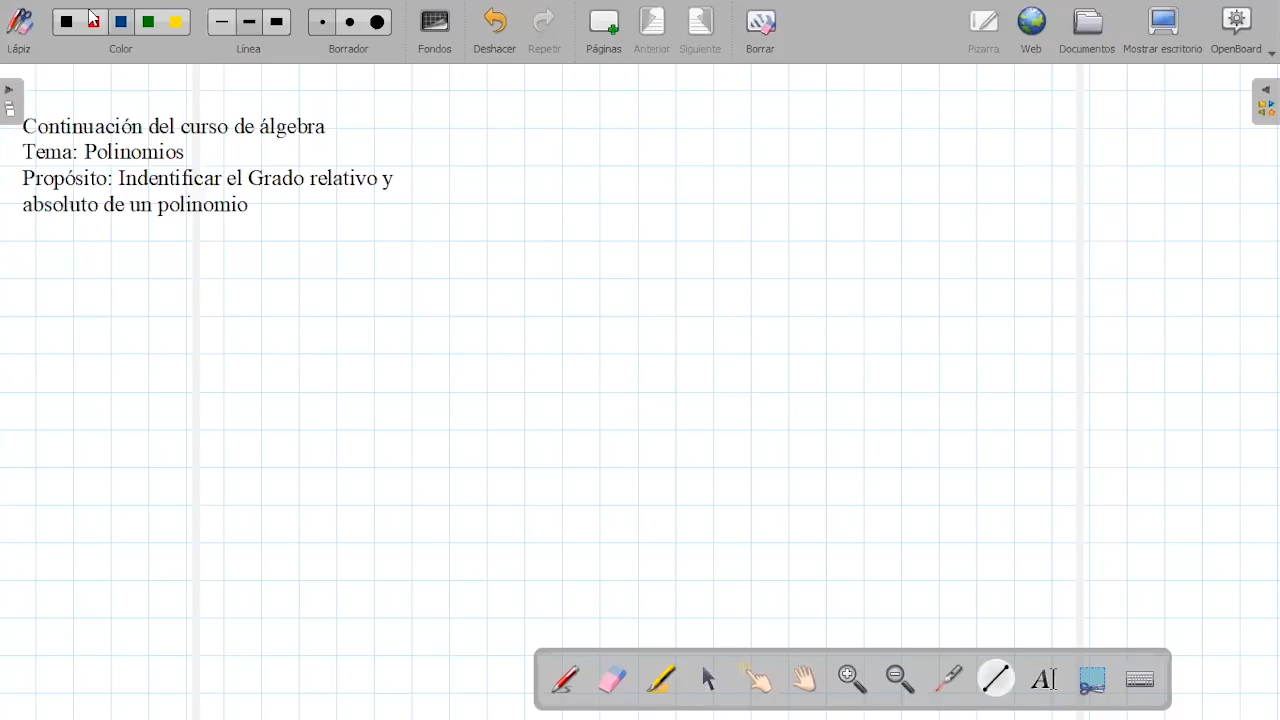 Lápiz
Color
Línea
Borrador
Fondos
Deshacer
Repetir
Páginas
Anterior
Siguiente
Borrar
Pizarra
Web
Documentos
Mostrar escritorio
OpenBoard
Continuación del curso de álgebra
Tema: Polinomios
Propósito: Indentificar el Grado relativo y
absoluto de un polinomio
AI